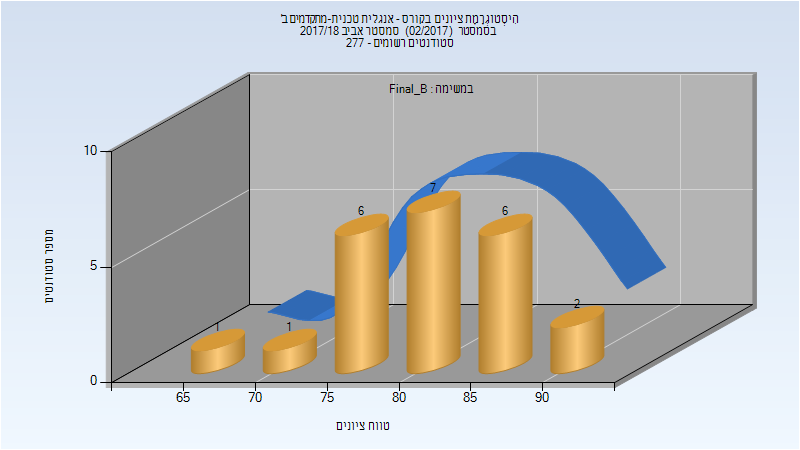 היסטוגרמת ציונים בקורס - אנגלית טכנית-מתקדמים ב'
בסמסטר (02/2017) סמסטר אביב 2017/18
סטודנטים רשומים - 277
במשימה : Final_B
10
5
0
מספר סטודנטים
1
1
6
7
6
2
65
70
75
80
85
90
טווח ציונים